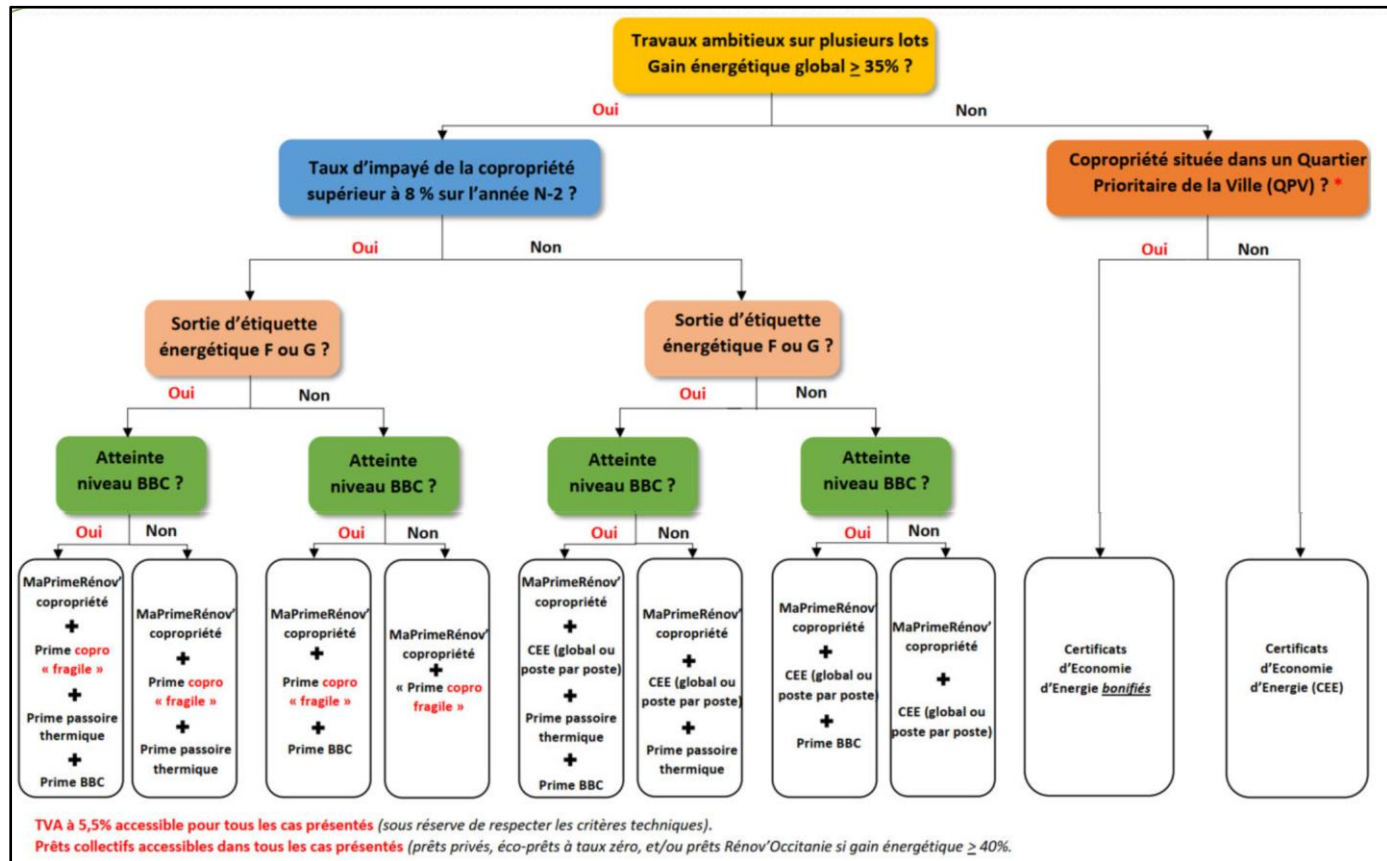 Travaux ambitieux sur plusieurs lots
Gain énergétique global ≥ 35% ?
Oui
Non
Taux d'impayé de la copropriété
supérieur à 8 % sur l'année N-2 ?
Copropriété située dans un Quartier
Prioritaire de la Ville (QPV) ? *
Oui
Non
Oui
Non
Sortie d'étiquette
énergétique F ou G ?
Sortie d'étiquette
énergétique F ou G ?
Oui
Non
Oui
Non
Atteinte
niveau BBC ?
Atteinte
niveau BBC ?
Atteinte
niveau BBC ?
Atteinte
niveau BBC ?
Oui
Non
Oui
Non
Oui
Non
Oui
Non
MaPrimeRénov'
copropriété
+
Prime copro
« fragile »
+
Prime passoire
thermique
+
Prime BBC
MaPrimeRénov'
copropriété
+
Prime copro
« fragile »
+
Prime passoire
thermique
MaPrimeRénov'
copropriété
+
Prime copro
« fragile »
+
Prime BBC
MaPrimeRénov'
copropriété
+
« Prime copro
fragile »
MaPrimeRénov'
copropriété
+
CEE (global ou
poste par poste)
+
Prime passoire
thermique
+
Prime BBC
MaPrimeRénov'
copropriété
+
CEE (global ou
poste par poste)
+
Prime passoire
thermique
MaPrimeRénov'
copropriété
+
CEE (global ou
poste par poste)
+
Prime BBC
MaPrimeRénov'
copropriété
+
CEE (global ou
poste par poste)
Certificats
d'Economie
d'Energie bonifiés
Certificats
d'Economie
d'Energie (CEE)
TVA à 5,5% accessible pour tous les cas présentés (sous réserve de respecter les critères techniques).
Prêts collectifs accessibles dans tous les cas présentés (prêts privés, éco-prêts à taux zéro, et/ou prêts Rénov'Occitanie si gain énergétique ≥ 40%.